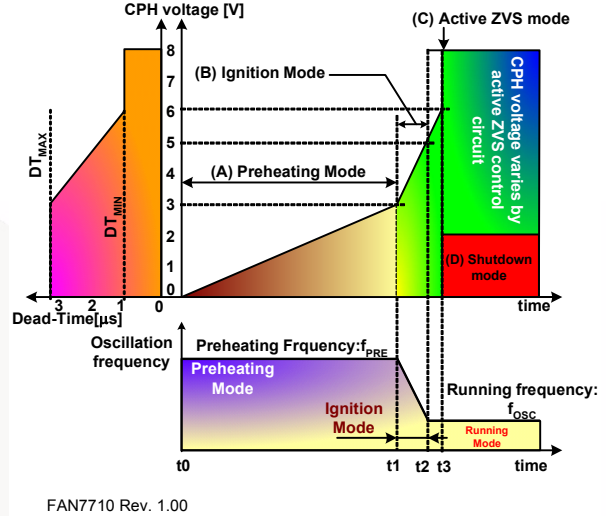 CPH voltage [V]
(C) Active ZVS mode
8
7
6
5
4
3
2
1
0
(B) Ignition Mode
(A) Preheating Mode
CPH voltage varies by
active ZVS control
circuit
(D) Shutdown
mode
DTMAX
DTMIN
3
2
1
0
Dead-Time[µs]
time
Oscillation
frequency
Preheating Frquency:fPRE
Preheating
Mode
Ignition
Mode
Running frequency:
fOSC
Running
Mode
t0
t1
t2
t3
time
FAN7710 Rev. 1.00